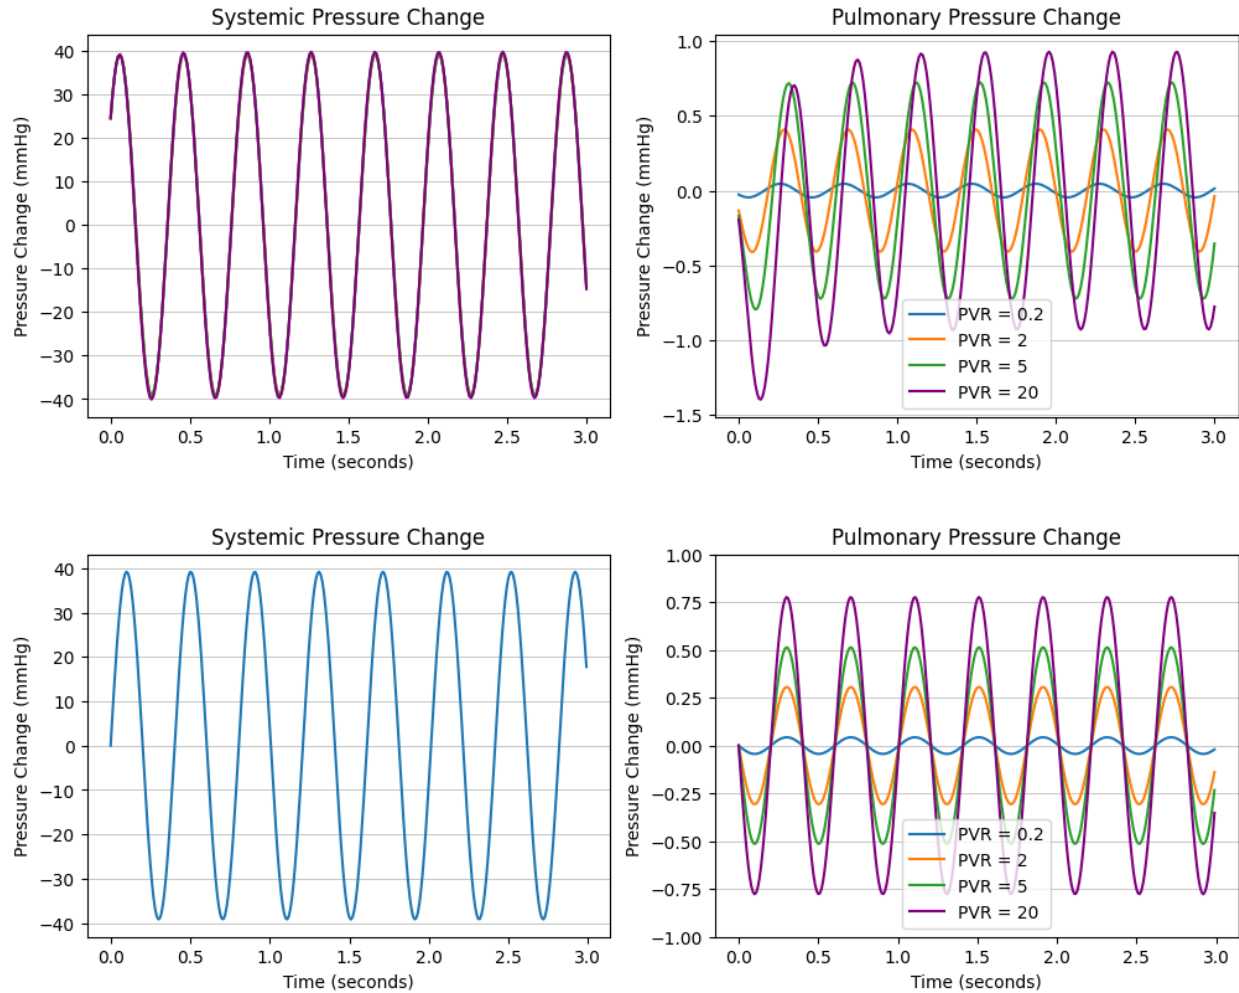 Systemic Pressure Change
Pressure Change (mmHg)
40
30
20
10
0
−10
−20
−30
−40
0.0 0.5 1.0 1.5 2.0 2.5 3.0
Time (seconds)
Pulmonary Pressure Change
Pressure Change (mmHg)
1.0
0.5
0.0
−0.5
−1.0
−1.5
PVR = 0.2
PVR = 2
PVR = 5
PVR = 20
0.0 0.5 1.0 1.5 2.0 2.5 3.0
Time (seconds)
Systemic Pressure Change
Pressure Change (mmHg)
40
30
20
10
0
−10
−20
−30
−40
0.0 0.5 1.0 1.5 2.0 2.5 3.0
Time (seconds)
Pulmonary Pressure Change
Pressure Change (mmHg)
1.00
0.75
0.50
0.25
0.00
−0.25
−0.50
−0.75
−1.00
PVR = 0.2
PVR = 2
PVR = 5
PVR = 20
0.0 0.5 1.0 1.5 2.0 2.5 3.0
Time (seconds)